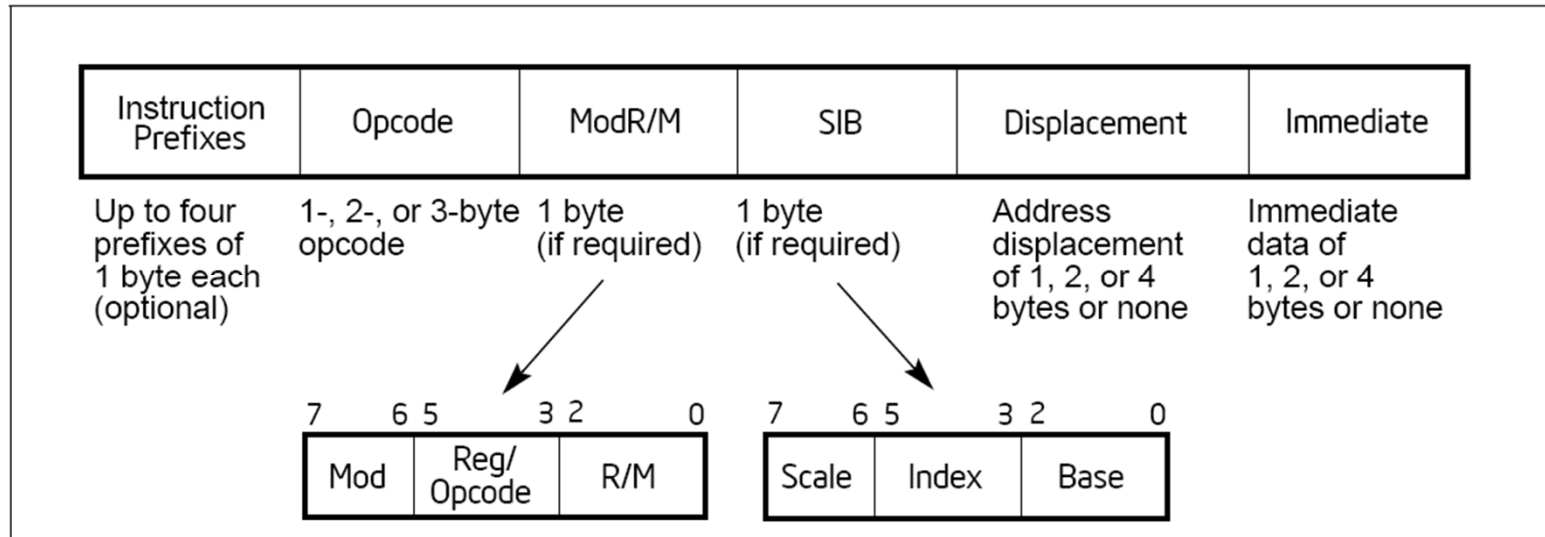 Instruction
Prefixes
Opcode
ModR/M
SIB
Displacement
Immediate
Up to four
prefixes of
1 byte each
(optional)
1-, 2-, or 3-byte
opcode
1 byte
(if required)
1 byte
(if required)
Address
displacement
of 1, 2, or 4
bytes or none
Immediate
data of
1, 2, or 4
bytes or none
7 6 5 3 2 0
Mod
Reg/
Opcode
R/M
7 6 5 3 2 0
Scale
Index
Base